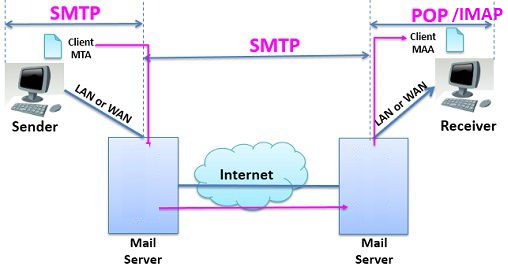 SMTP
POP /IMAP
Client
MTA
SMTP
Client
MAA
LAN or WAN
LAN or WAN
Sender
Receiver
Internet
Mail
Server
Mail
Server